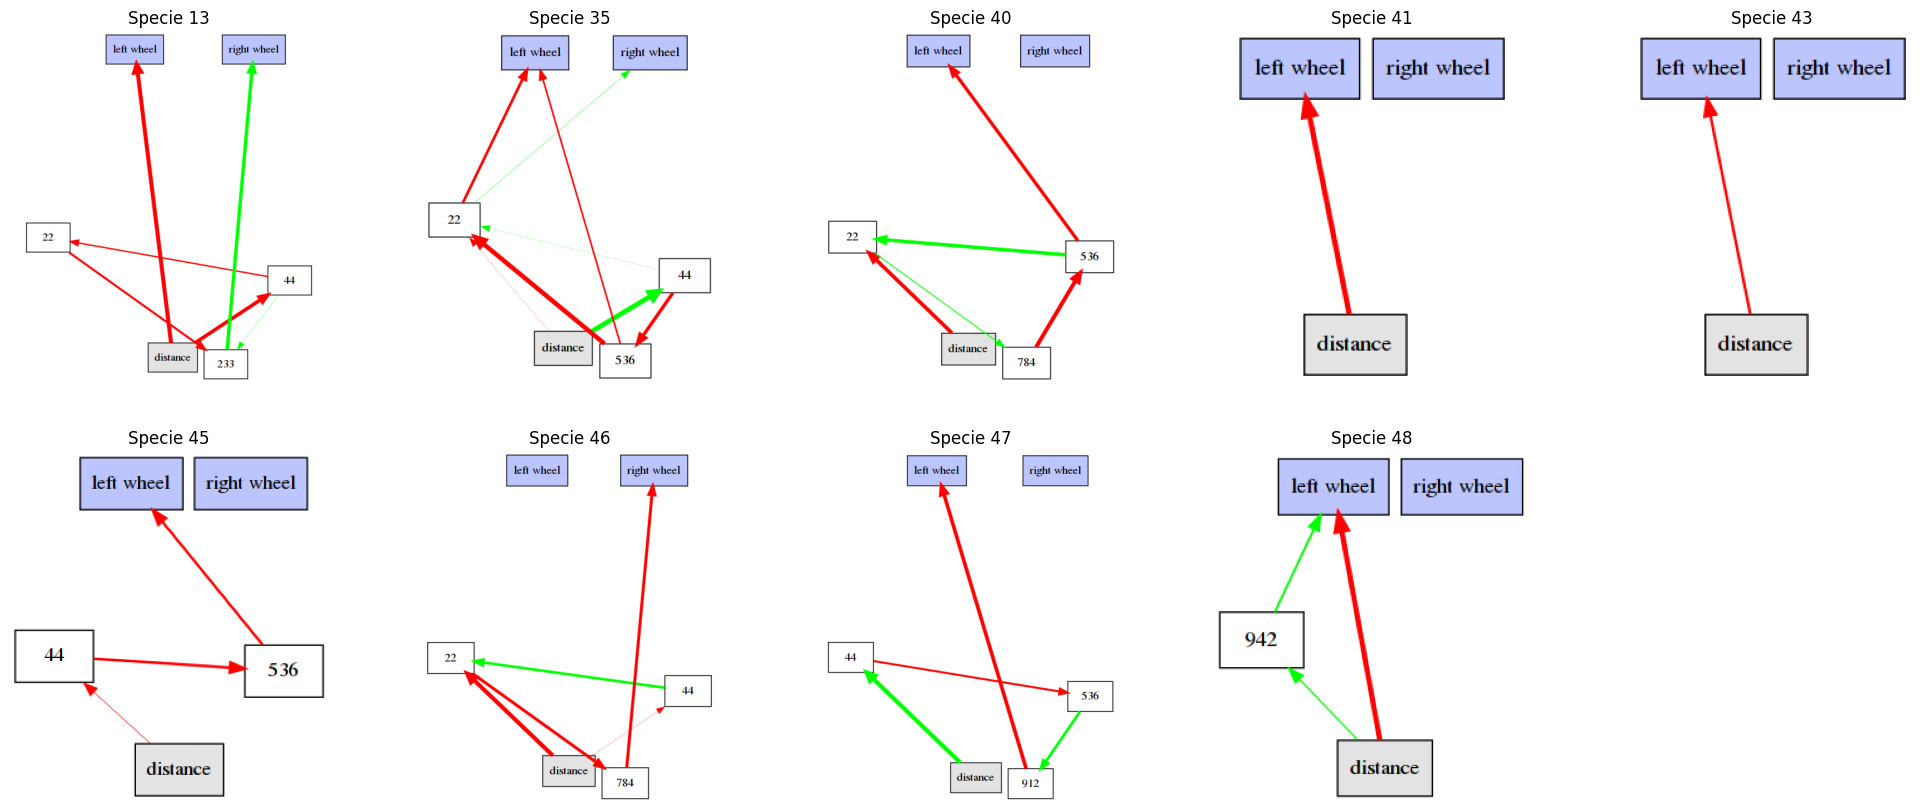 Specie 13
left wheel
right wheel
22
44
distance
233
Specie 35
left wheel
right wheel
22
44
distance
536
Specie 40
left wheel
right wheel
22
536
distance
784
Specie 41
left wheel
right wheel
distance
Specie 43
left wheel
right wheel
distance
Specie 45
left wheel
right wheel
44
536
distance
Specie 46
left wheel
right wheel
22
44
distance
784
Specie 47
left wheel
right wheel
44
536
distance
912
Specie 48
left wheel
right wheel
942
distance